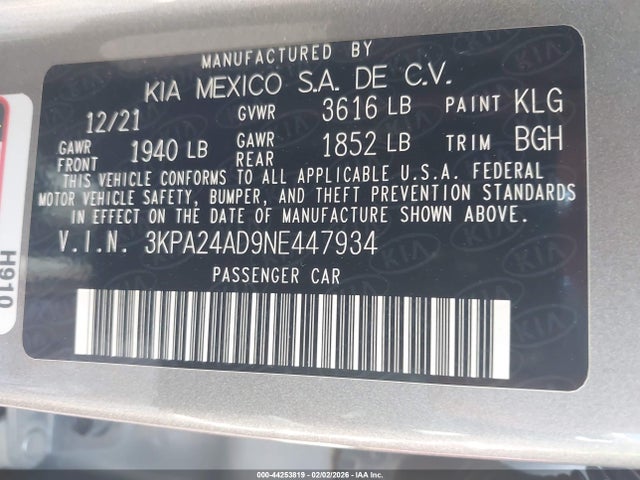 MANUFACTURED BY
KIA MEXICO S.A. DE C.V.
12/21 GVWR 3616 LB PAINT KLG
GAWR FRONT 1940 LB GAWR REAR 1852 LB TRIM BGH
THIS VEHICLE CONFORMS TO ALL APPLICABLE U.S.A. FEDERAL
MOTOR VEHICLE SAFETY, BUMPER, AND THEFT PREVENTION STANDARDS
IN EFFECT ON THE DATE OF MANUFACTURE SHOWN ABOVE.
V.I.N. 3KPA24AD9NE447934
PASSENGER CAR
H910
000-44253819 - 02/02/2026 - IAA Inc.